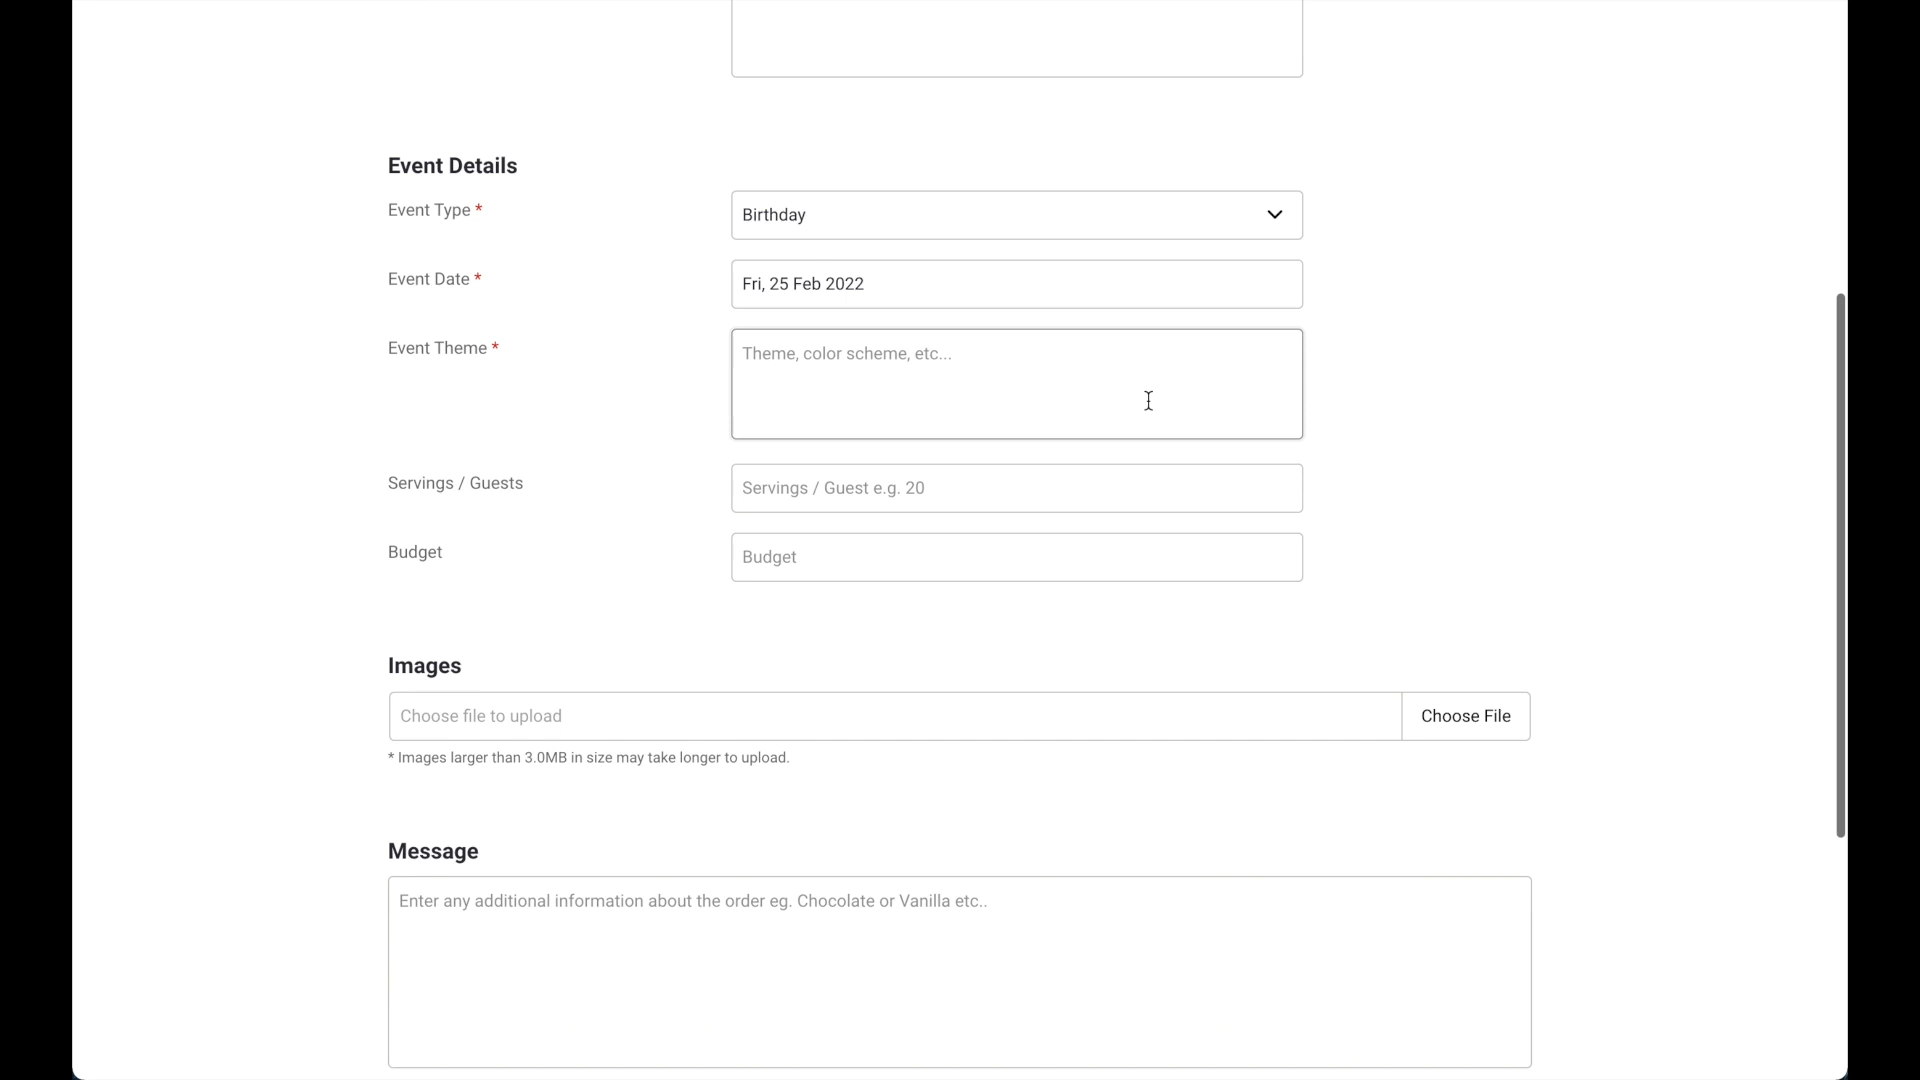 Event Details
Event Type *
Birthday
Event Date *
Fri, 25 Feb 2022
Event Theme *
Theme, color scheme, etc...
Servings / Guests
Servings / Guest e.g. 20
Budget
Budget
Images
Choose file to upload
Choose File
* Images larger than 3.0MB in size may take longer to upload.
Message
Enter any additional information about the order eg. Chocolate or Vanilla etc..